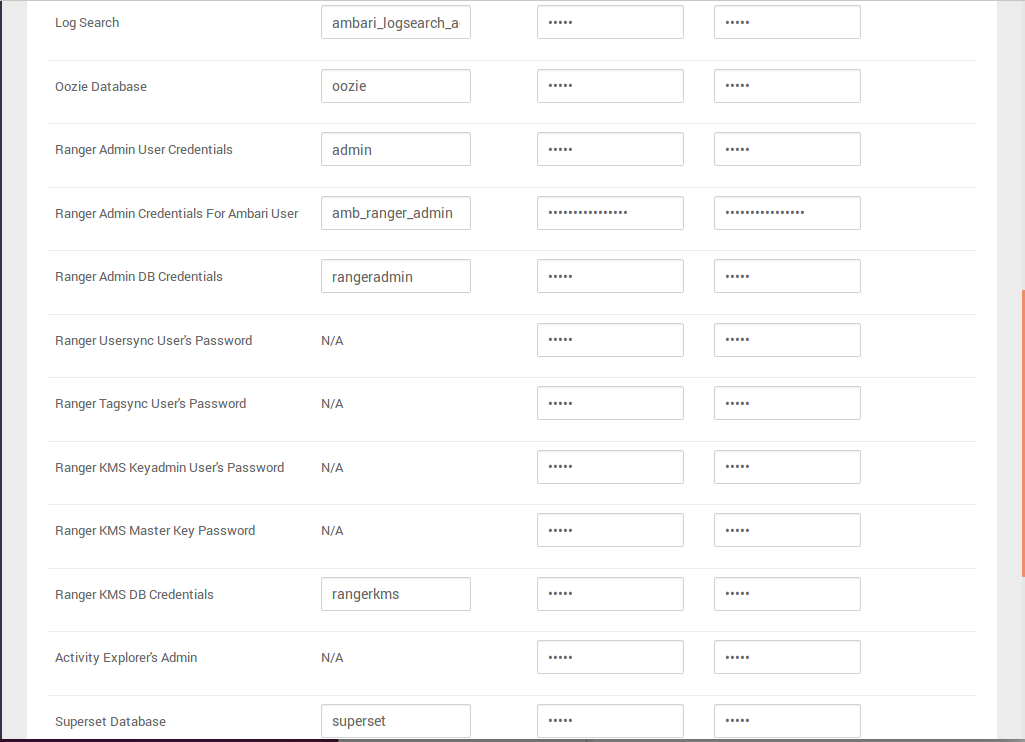 Log Search ambari_logsearch_a ••••• •••••
Oozie Database oozie ••••• •••••
Ranger Admin User Credentials admin ••••• •••••
Ranger Admin Credentials For Ambari User amb_ranger_admin •••••••••••••••• ••••••••••••••••
Ranger Admin DB Credentials rangeradmin ••••• •••••
Ranger Usersync User's Password N/A ••••• •••••
Ranger Tagsync User's Password N/A ••••• •••••
Ranger KMS Keyadmin User's Password N/A ••••• •••••
Ranger KMS Master Key Password N/A ••••• •••••
Ranger KMS DB Credentials rangerkms ••••• •••••
Activity Explorer's Admin N/A ••••• •••••
Superset Database superset ••••• •••••